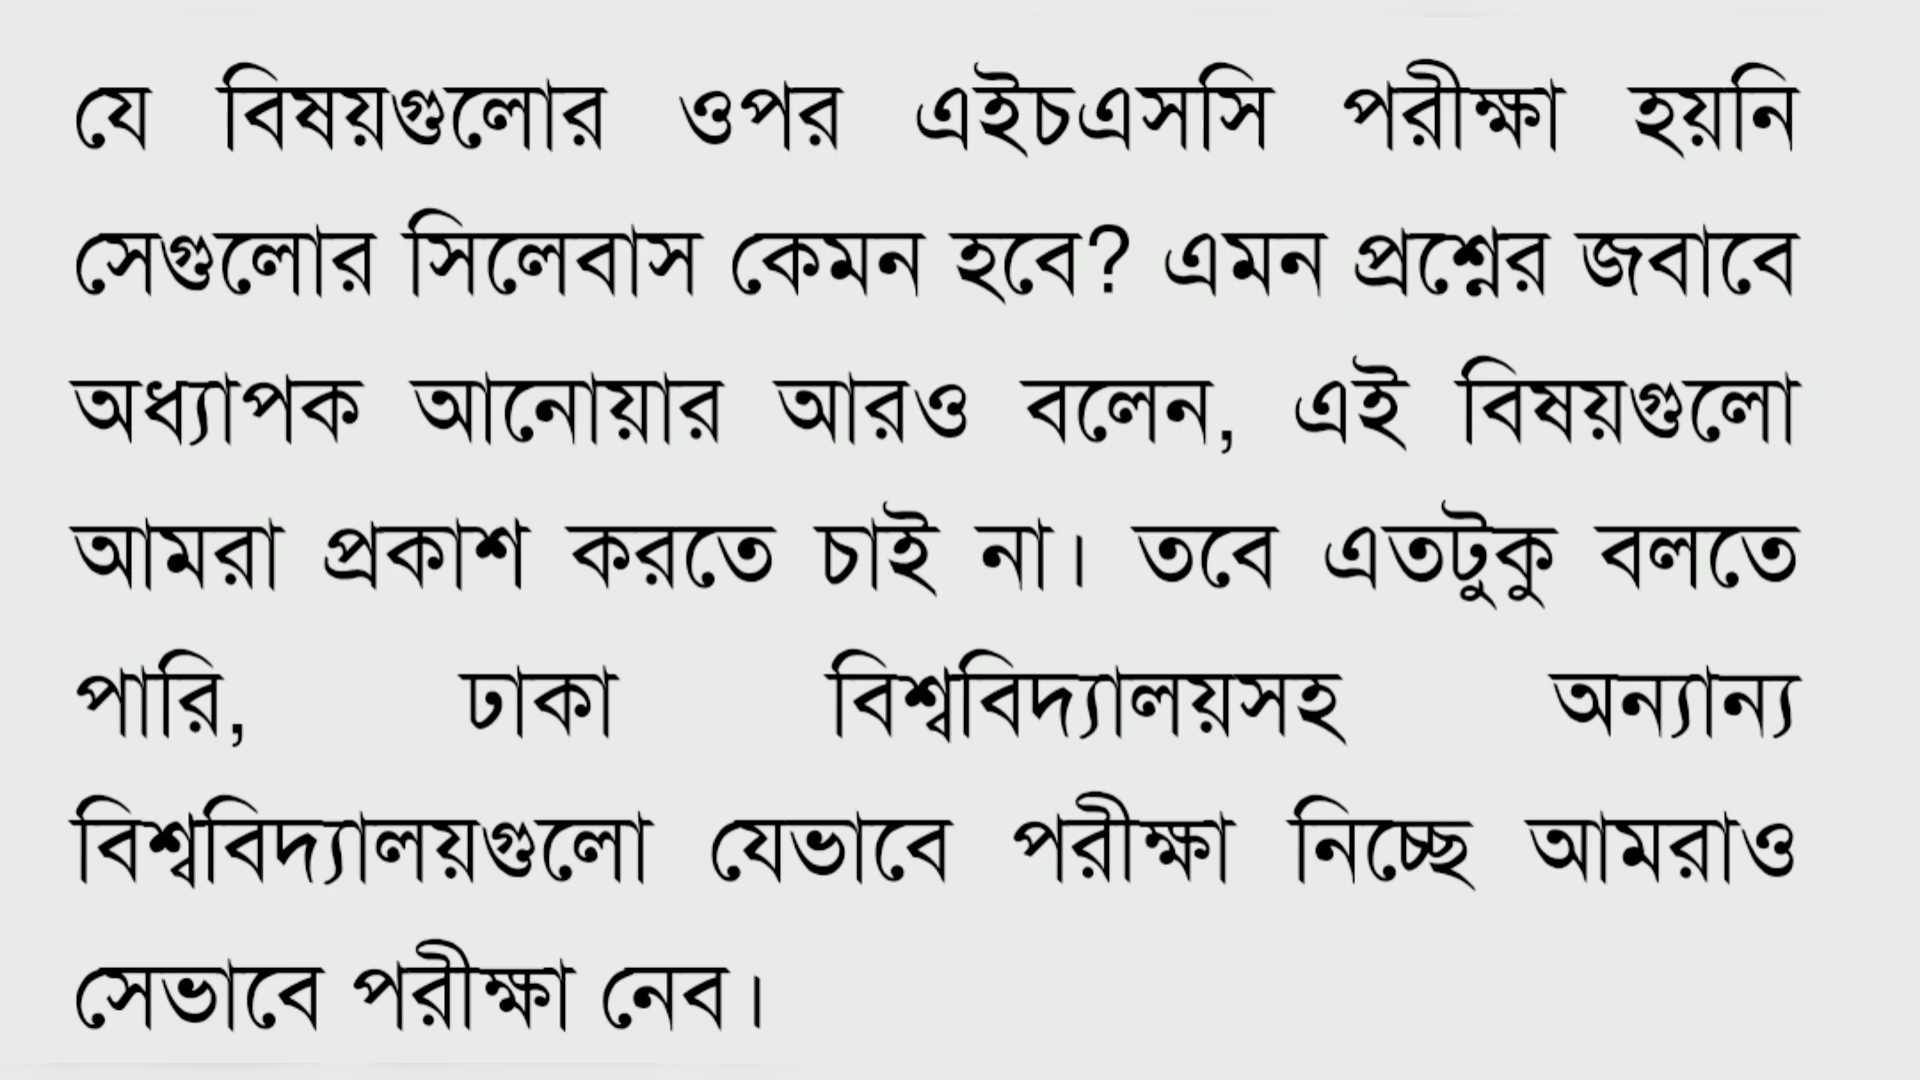 যে বিষয়গুলোর ওপর এইচএসসি পরীক্ষা হয়নি
সেগুলোর সিলেবাস কেমন হবে? এমন প্রশ্নের জবাবে
অধ্যাপক আনোয়ার আরও বলেন, এই বিষয়গুলো
আমরা প্রকাশ করতে চাই না। তবে এতটুকু বলতে
পারি, ঢাকা বিশ্ববিদ্যালয়সহ অন্যান্য
বিশ্ববিদ্যালয়গুলো যেভাবে পরীক্ষা নিচ্ছে আমরাও
সেভাবে পরীক্ষা নেব।